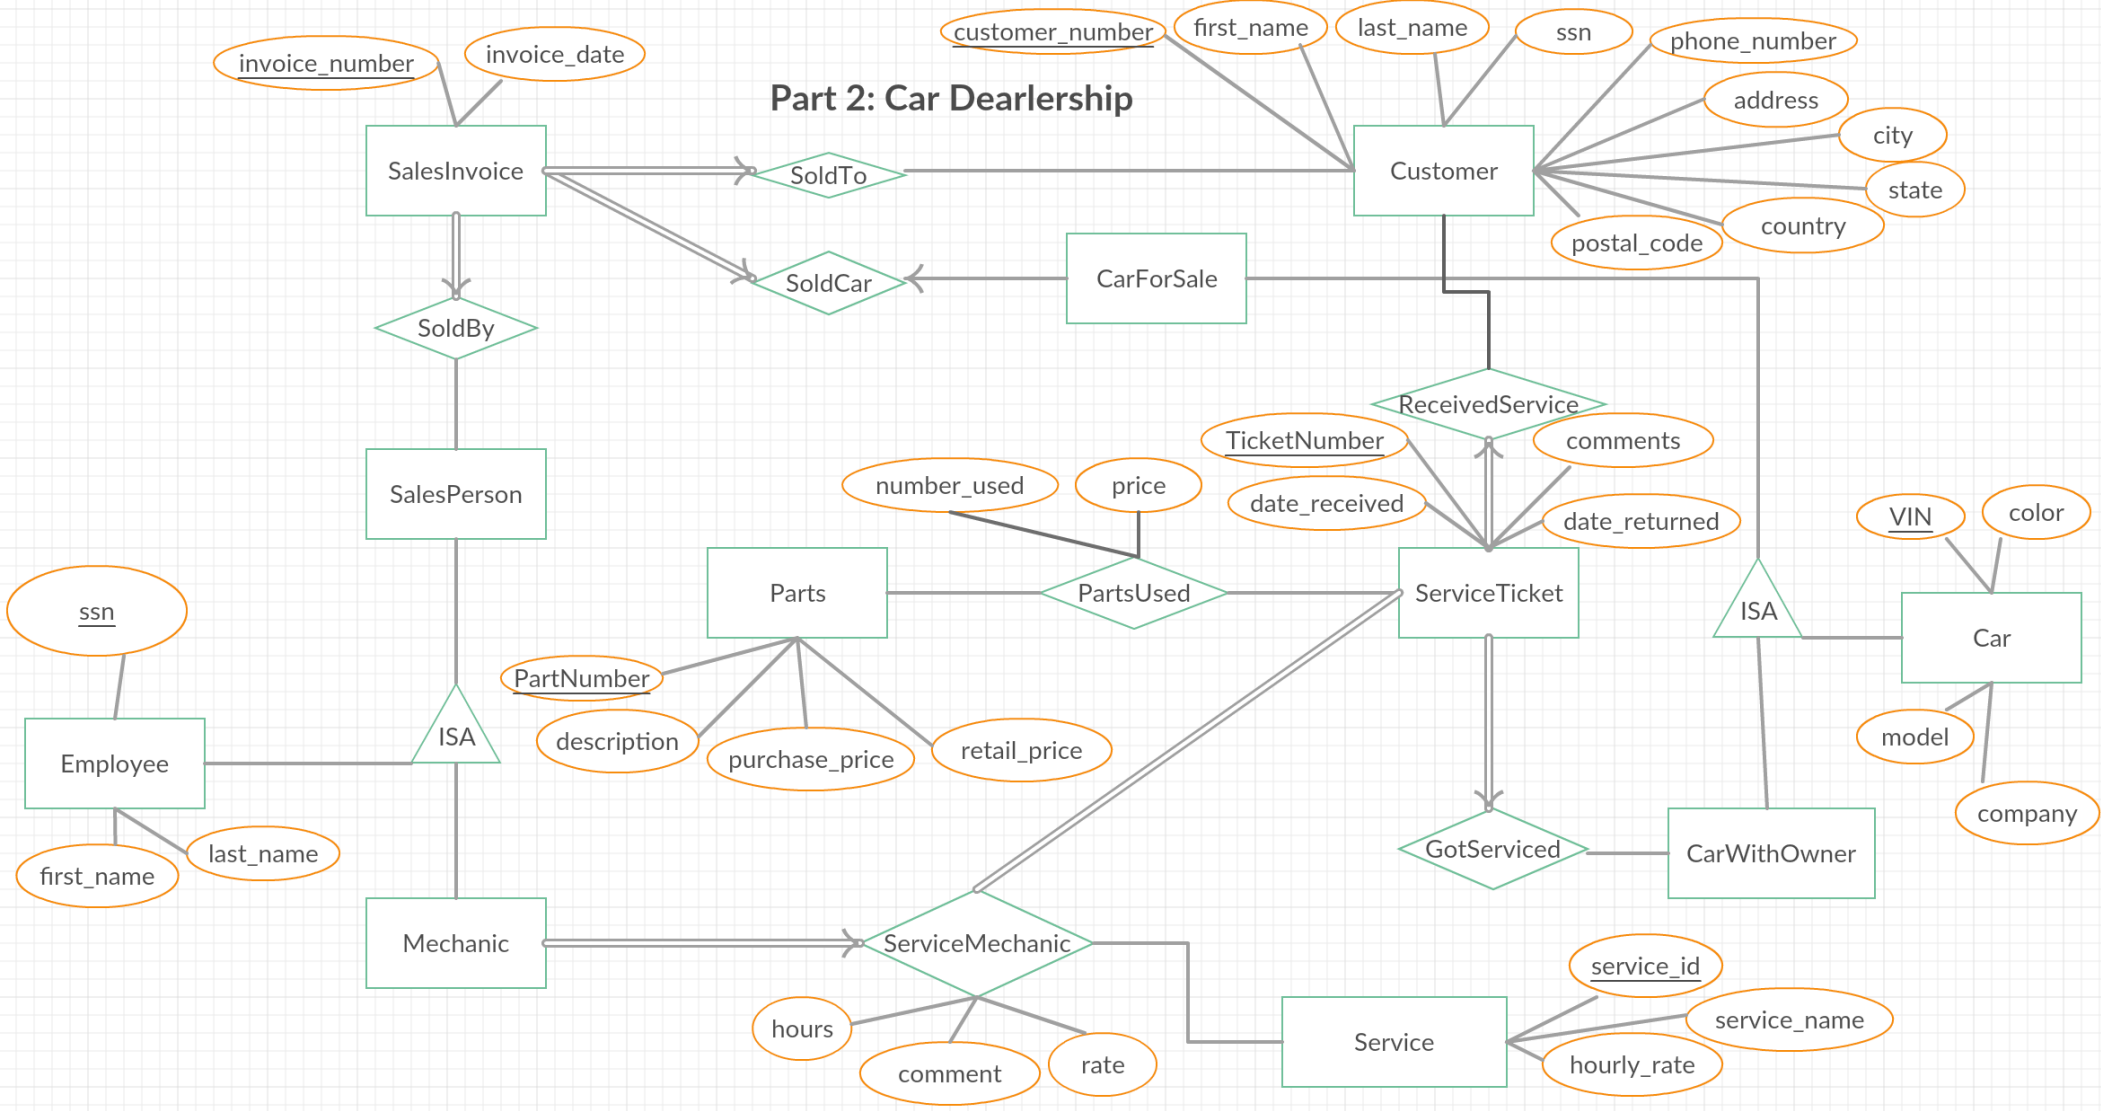 customer_number
first_name
last_name
ssn
phone_number
invoice_number
invoice_date
Part 2: Car Dearlership
address
city
SalesInvoice
SoldTo
Customer
state
country
postal_code
SoldCar
CarForSale
SoldBy
ReceivedService
TicketNumber
comments
SalesPerson
number_used
price
date_received
date_returned
VIN
color
Parts
PartsUsed
ServiceTicket
ISA
Car
ssn
PartNumber
description
purchase_price
retail_price
model
Employee
ISA
company
first_name
last_name
GotServiced
CarWithOwner
Mechanic
ServiceMechanic
service_id
hours
comment
rate
Service
service_name
hourly_rate